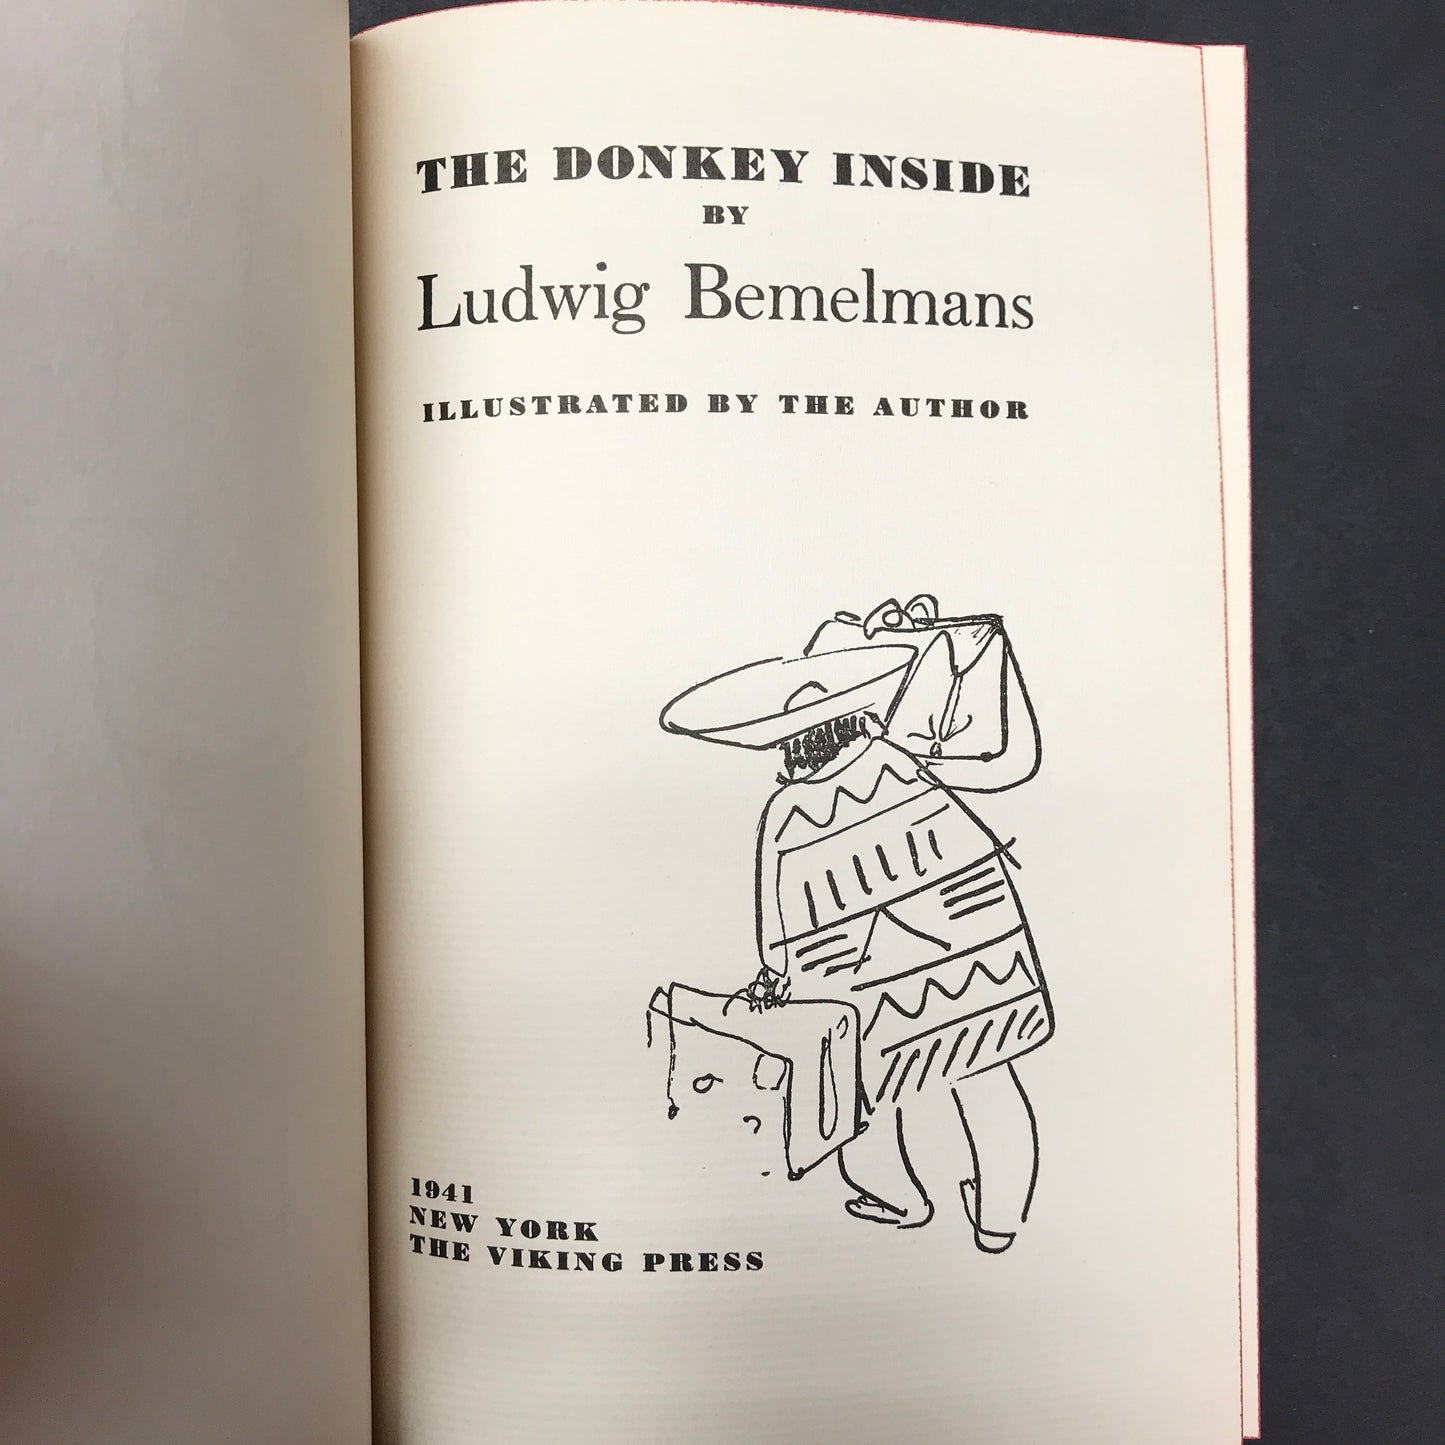 THE DONKEY INSIDE
BY
Ludwig Bemelmans
ILLUSTRATED BY THE AUTHOR
1941
NEW YORK
THE VIKING PRESS